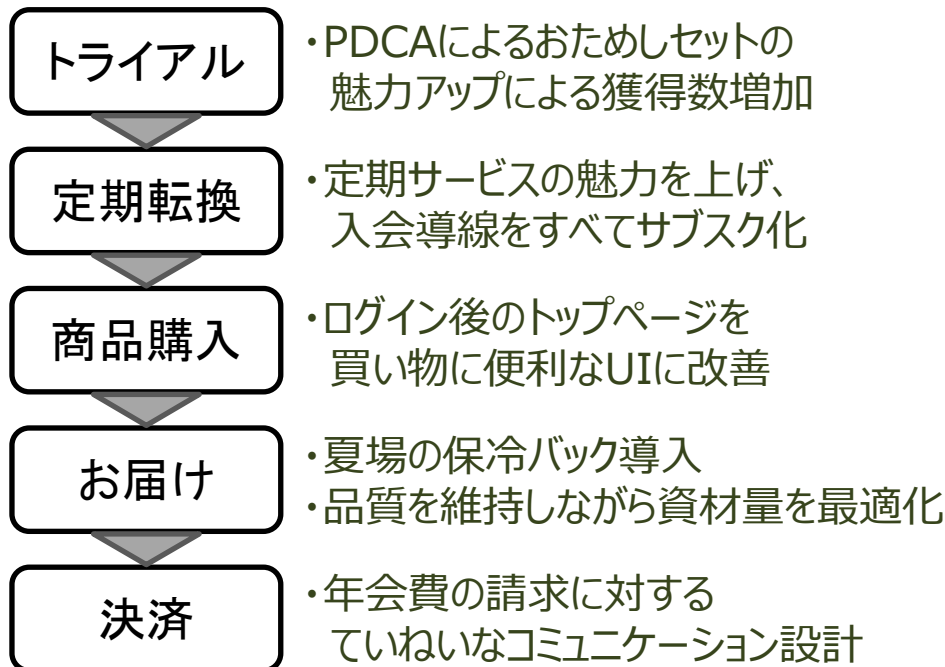 トライアル
・PDCAによるおためしセットの
魅力アップによる獲得数増加
定期転換
・定期サービスの魅力を上げ、
入会導線をすべてサブスク化
商品購入
・ログイン後のトップページを
買い物に便利なUIに改善
お届け
・夏場の保冷バック導入
・品質を維持しながら資材量を最適化
決済
・年会費の請求に対する
ていねいなコミュニケーション設計